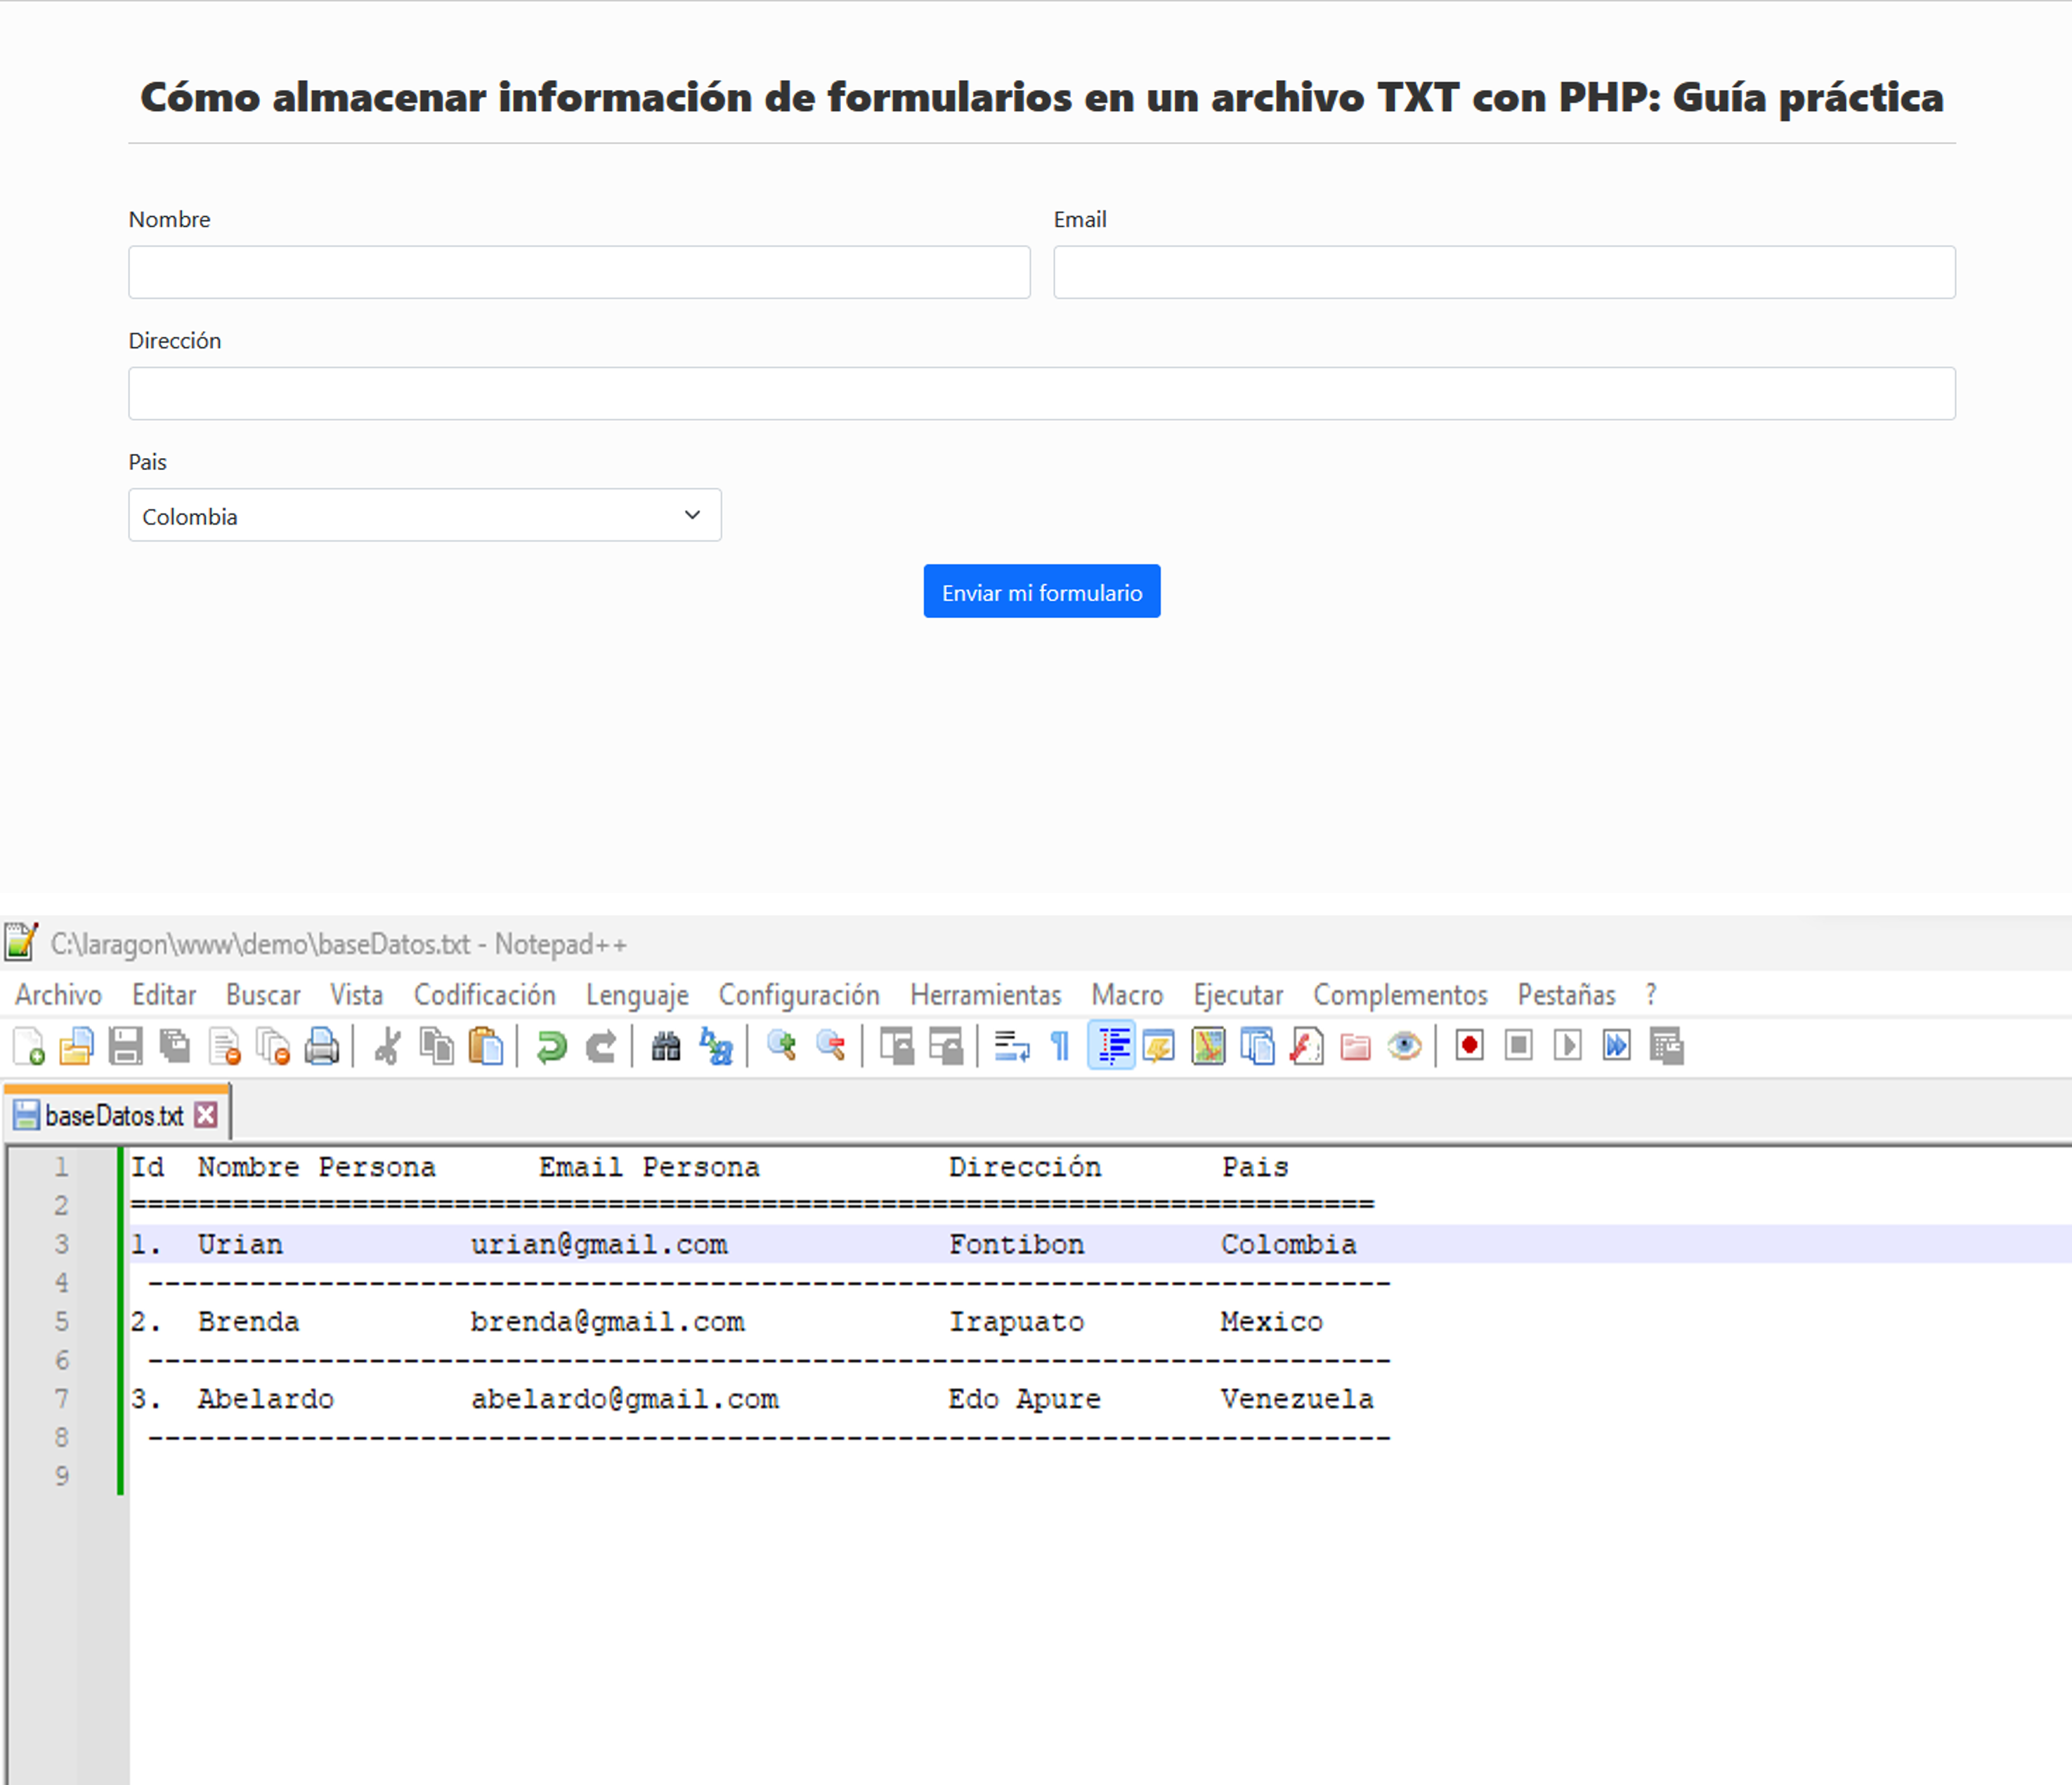 Cómo almacenar información de formularios en un archivo TXT con PHP: Guía práctica
Nombre Email
Dirección
Pais
Colombia
Enviar mi formulario
C:\laragon\www\demo\baseDatos.txt - Notepad++
Archivo Editar Buscar Vista Codificación Lenguaje Configuración Herramientas Macro Ejecutar Complementos Pestañas ?
baseDatos.txt
1 Id Nombre Persona Email Persona Dirección Pais
2 =========================================================================
3 1. Urian urian@gmail.com Fontibon Colombia
4 -------------------------------------------------------------------------
5 2. Brenda brenda@gmail.com Irapuato Mexico
6 -------------------------------------------------------------------------
7 3. Abelardo abelardo@gmail.com Edo Apure Venezuela
8 -------------------------------------------------------------------------
9